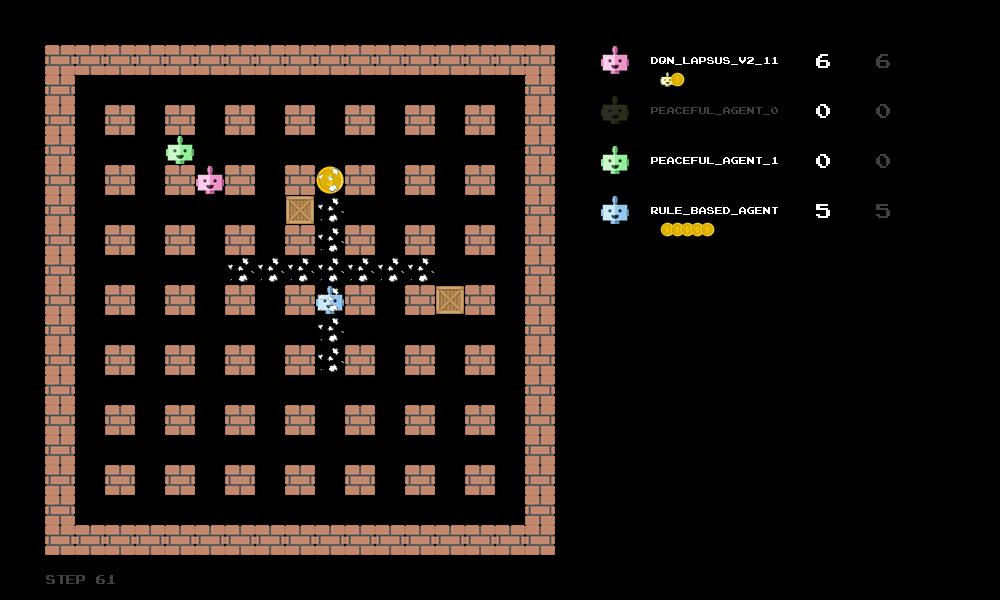 DQN_LAPSUS_V2_11 6 6
PEACEFUL_AGENT_0 0 0
PEACEFUL_AGENT_1 0 0
RULE_BASED_AGENT 5 5
STEP 61